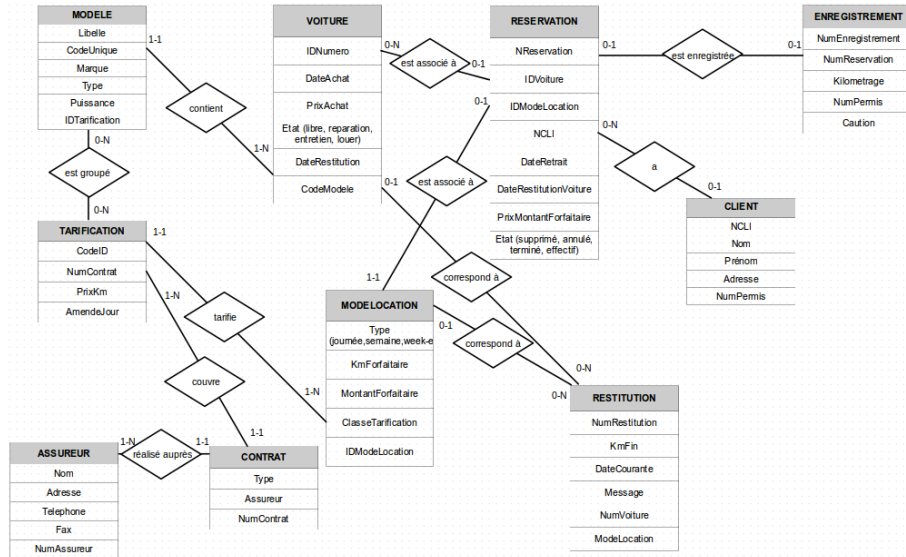 MODELE
Libelle
CodeUnique
Marque
Type
Puissance
IDTarification
1-1
contient
1-N
VOITURE
IDNumero
DateAchat
PrixAchat
Etat (libre, reparation,
entretien, louer)
DateRestitution
CodeModele
0-N
est associé à
0-1
RESERVATION
NReservation
IDVoiture
IDModeLocation
NCLI
DateRetrait
DateRestitutionVoiture
PrixMontantForfaitaire
Etat (supprimé, annulé,
terminé, effectif)
0-1
est enregistrée
0-1
ENREGISTREMENT
NumEnregistrement
NumReservation
Kilometrage
NumPermis
Caution
0-N
est groupé
0-N
0-1
est associé à
1-1
0-N
a
0-1
CLIENT
NCLI
Nom
Prénom
Adresse
NumPermis
TARIFICATION
CodeID
NumContrat
PrixKm
AmendeJour
1-1
tarifie
1-N
1-N
couvre
1-1
0-1
correspond à
0-N
MODELOCATION
Type
(journée,semaine,week-e
KmForfaitaire
MontantForfaitaire
ClasseTarification
IDModeLocation
0-1
correspond à
0-N
RESTITUTION
NumRestitution
KmFin
DateCourante
Message
NumVoiture
ModeLocation
ASSUREUR
Nom
Adresse
Telephone
Fax
NumAssureur
1-N
réalisé auprès
1-1
CONTRAT
Type
Assureur
NumContrat